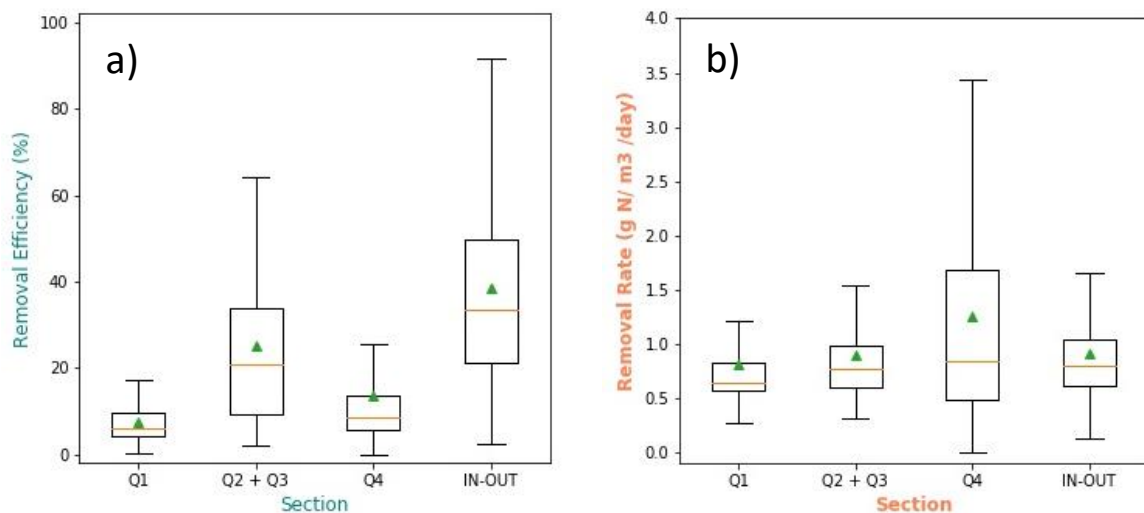 a)
Removal Efficiency (%)
100
80
60
40
20
0
Q1 Q2 + Q3 Q4 IN-OUT
Section
b)
Removal Rate (g N/ m3 /day)
4.0
3.5
3.0
2.5
2.0
1.5
1.0
0.5
0.0
Q1 Q2 + Q3 Q4 IN-OUT
Section